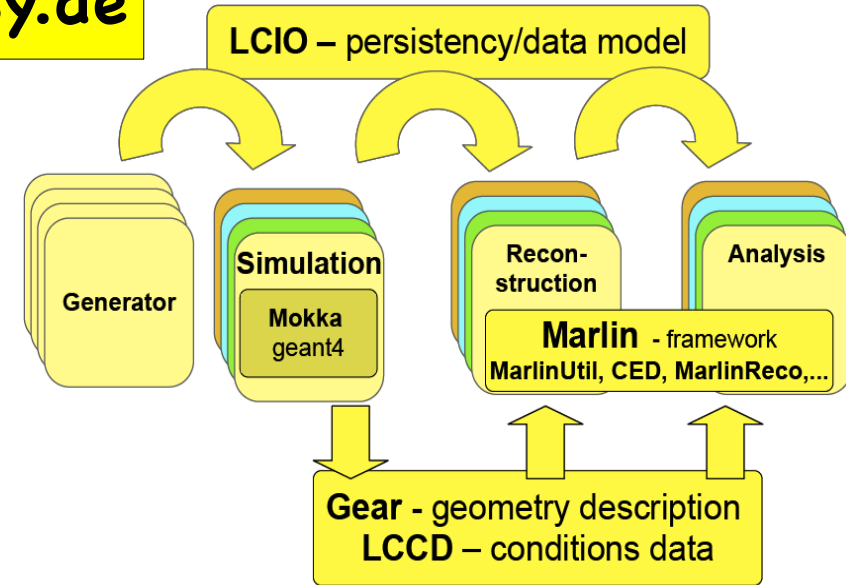 y.de
LCIO – persistency/data model
Generator
Simulation
Mokka
geant4
Recon-
struction
Analysis
Marlin - framework
MarlinUtil, CED, MarlinReco,...
Gear - geometry description
LCCD – conditions data